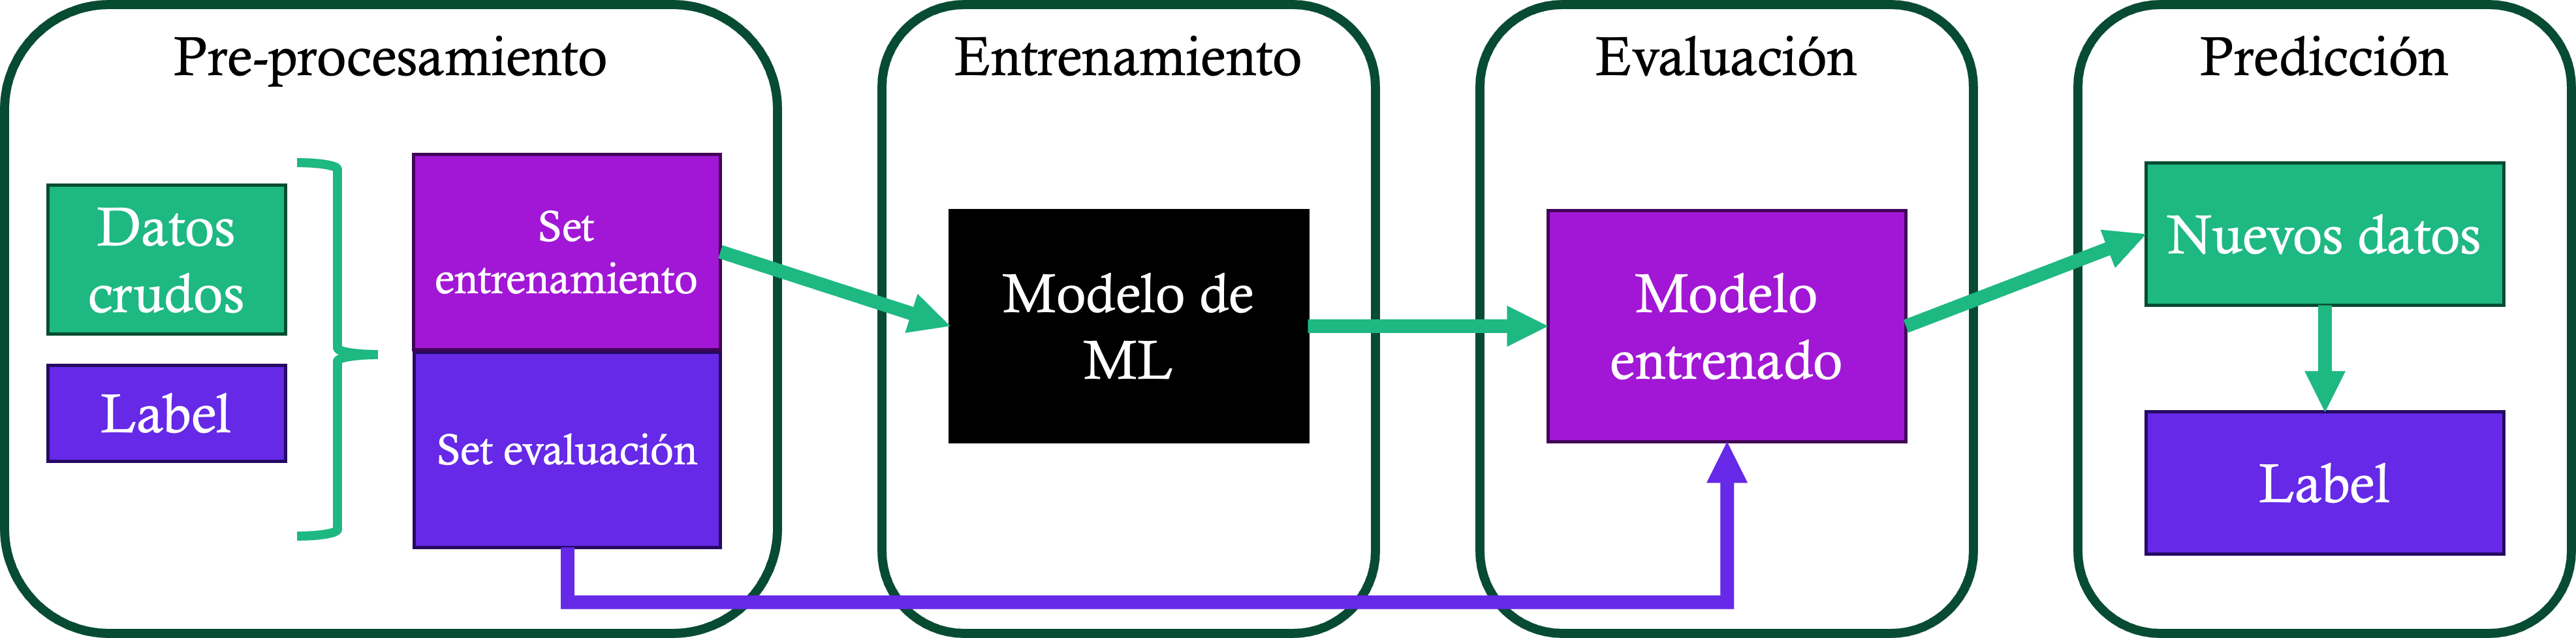 Pre-procesamiento
Datos
crudos
Label
Set
entrenamiento
Set evaluación
Entrenamiento
Modelo de
ML
Evaluación
Modelo
entrenado
Predicción
Nuevos datos
Label